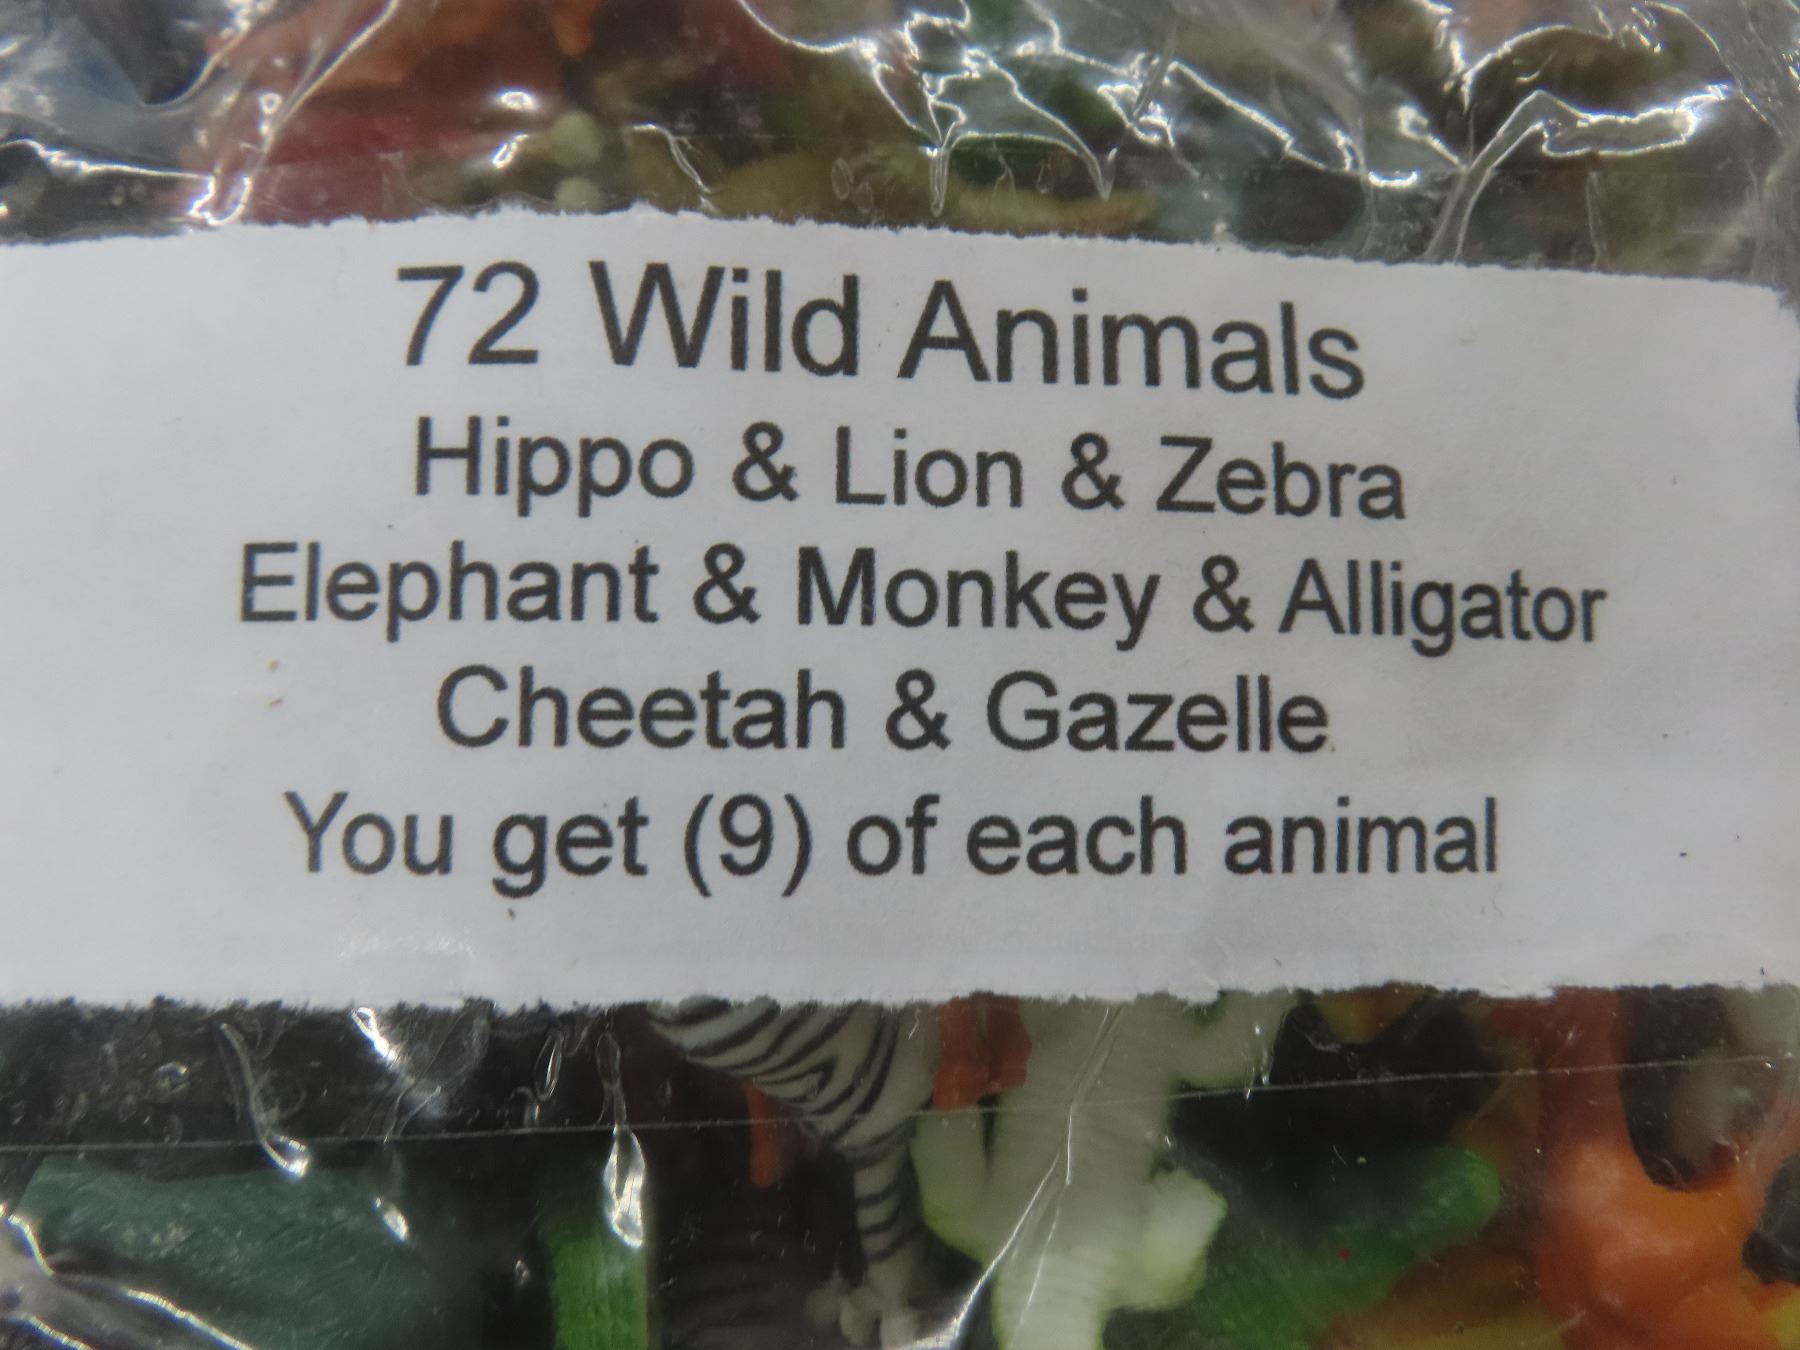 72 Wild Animals
Hippo & Lion & Zebra
Elephant & Monkey & Alligator
Cheetah & Gazelle
You get (9) of each animal